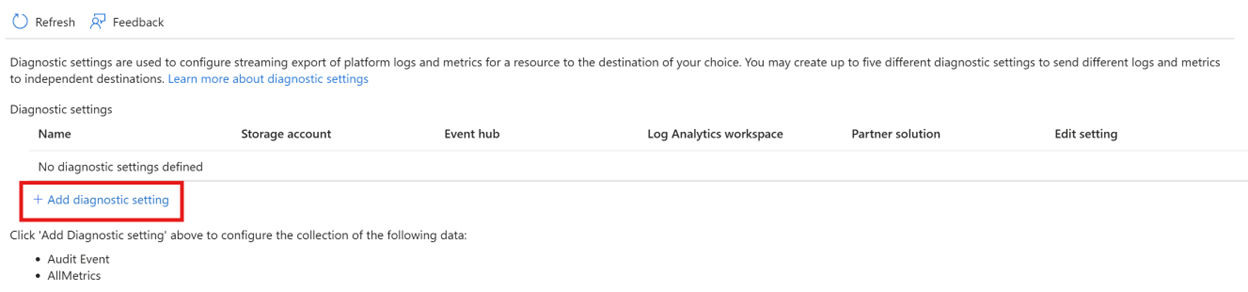 Refresh Feedback
Diagnostic settings are used to configure streaming export of platform logs and metrics for a resource to the destination of your choice. You may create up to five different diagnostic settings to send different logs and metrics
to independent destinations. Learn more about diagnostic settings
Diagnostic settings
Name Storage account Event hub Log Analytics workspace Partner solution Edit setting
No diagnostic settings defined
+ Add diagnostic setting
Click 'Add Diagnostic setting' above to configure the collection of the following data:
• Audit Event
• AllMetrics